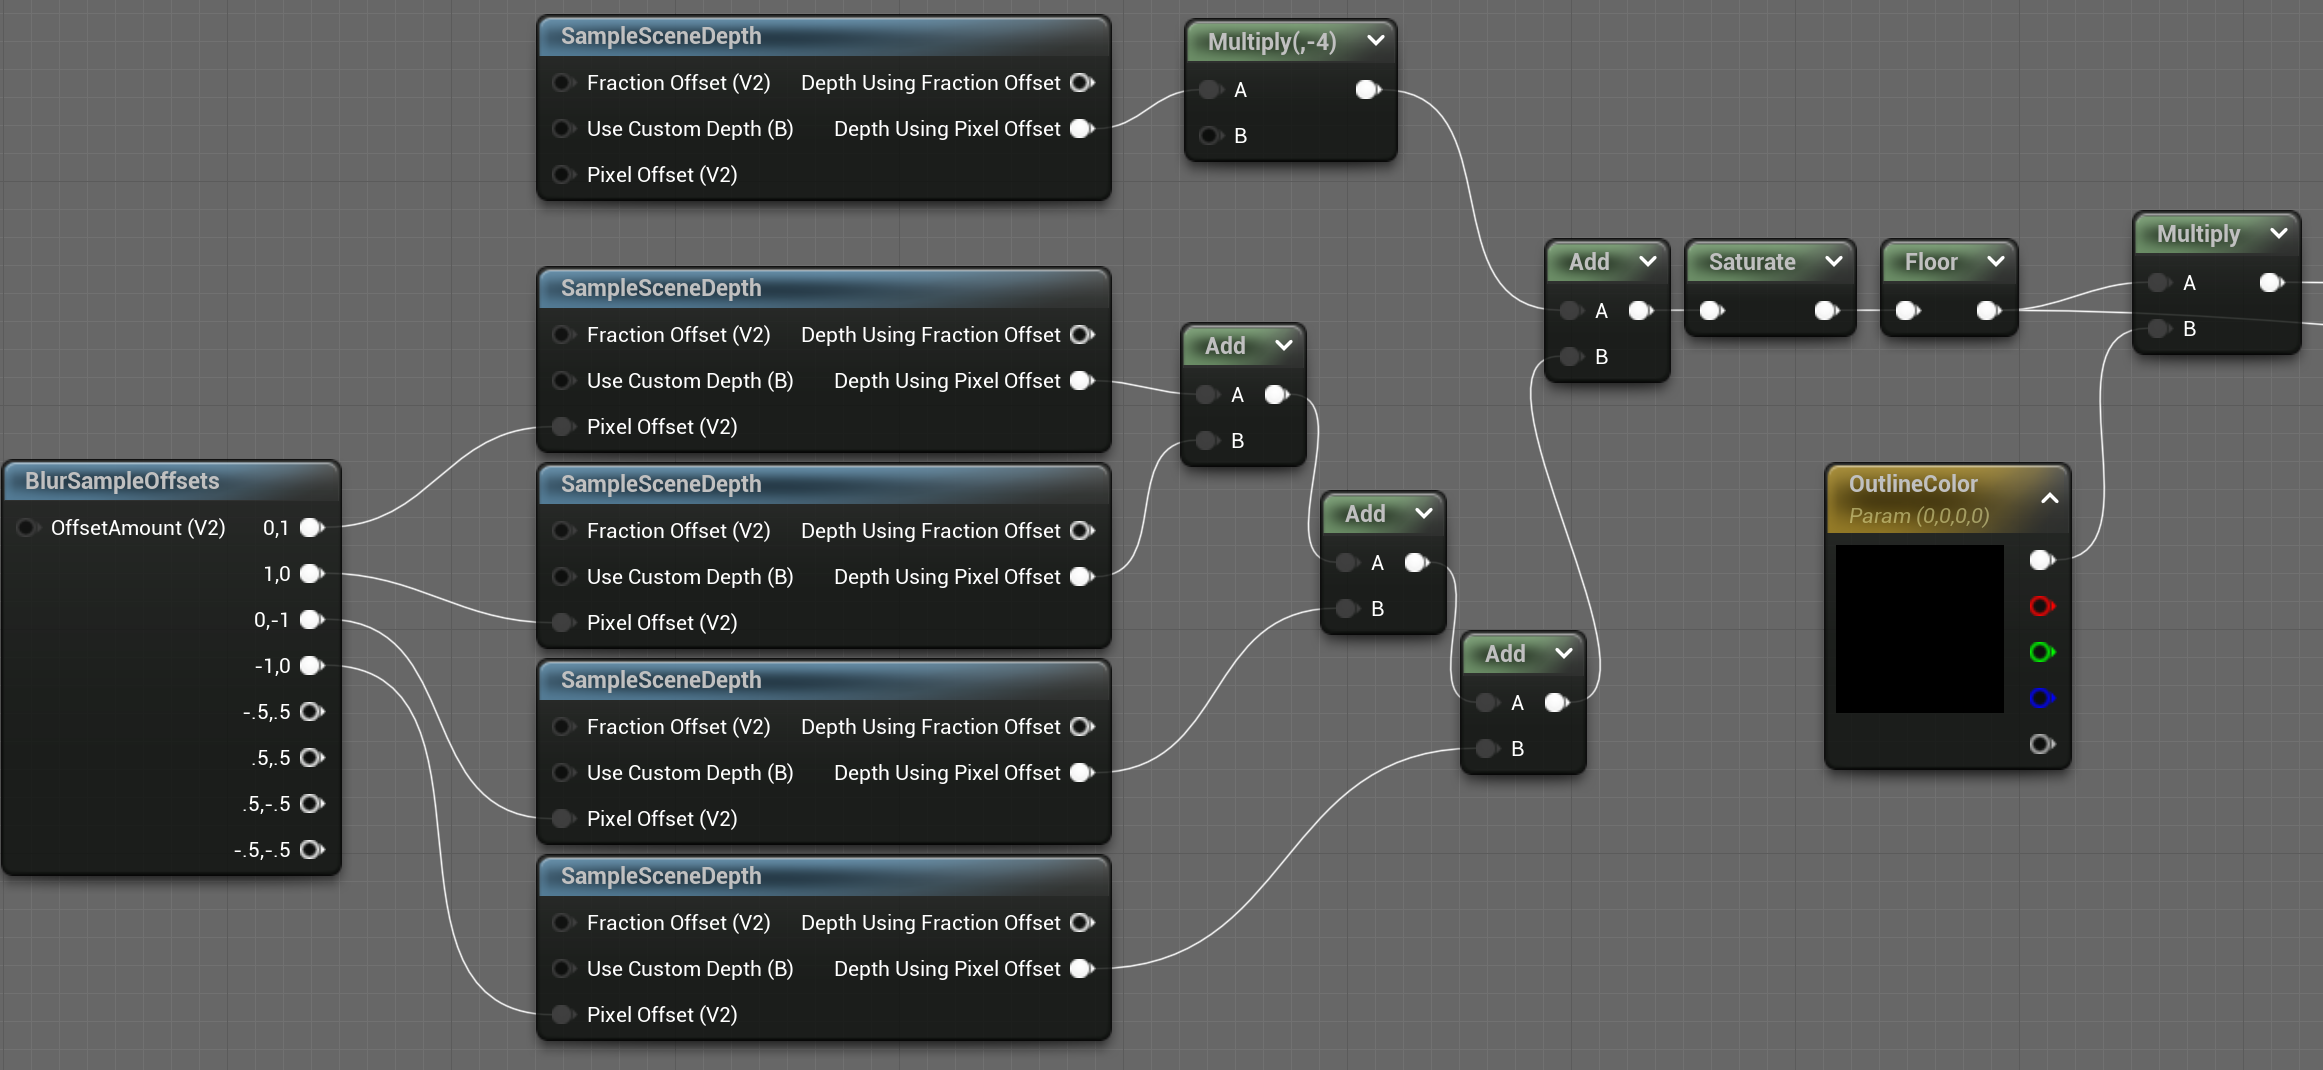 SampleSceneDepth
Fraction Offset (V2) Depth Using Fraction Offset
Use Custom Depth (B) Depth Using Pixel Offset
Pixel Offset (V2)
Multiply(,-4)
A
B
SampleSceneDepth
Fraction Offset (V2) Depth Using Fraction Offset
Use Custom Depth (B) Depth Using Pixel Offset
Pixel Offset (V2)
Add
A
B
Add
A
B
Saturate
Floor
Multiply
A
B
BlurSampleOffsets
OffsetAmount (V2) 0,1
1,0
0,-1
-1,0
-.5,.5
.5,.5
.5,-.5
-.5,-.5
SampleSceneDepth
Fraction Offset (V2) Depth Using Fraction Offset
Use Custom Depth (B) Depth Using Pixel Offset
Pixel Offset (V2)
Add
A
B
OutlineColor
Param (0,0,0,0)
SampleSceneDepth
Fraction Offset (V2) Depth Using Fraction Offset
Use Custom Depth (B) Depth Using Pixel Offset
Pixel Offset (V2)
Add
A
B
SampleSceneDepth
Fraction Offset (V2) Depth Using Fraction Offset
Use Custom Depth (B) Depth Using Pixel Offset
Pixel Offset (V2)